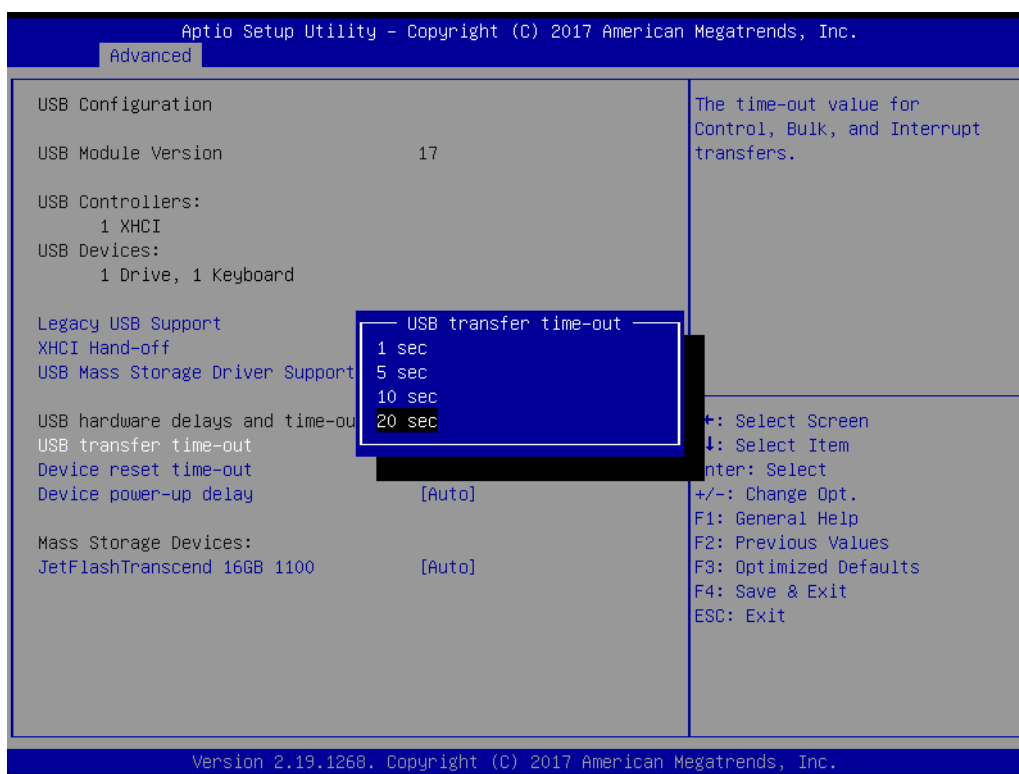 Aptio Setup Utility – Copyright (C) 2017 American Megatrends, Inc.
Advanced
USB Configuration
USB Module Version 17
USB Controllers:
1 XHCI
USB Devices:
1 Drive, 1 Keyboard
Legacy USB Support
XHCI Hand-off
USB Mass Storage Driver Support
USB hardware delays and time-ou
USB transfer time-out
Device reset time-out
Device power-up delay [Auto]
Mass Storage Devices:
JetFlashTranscend 16GB 1100 [Auto]
USB transfer time-out
1 sec
5 sec
10 sec
20 sec
The time-out value for
Control, Bulk, and Interrupt
transfers.
←: Select Screen
↓: Select Item
nter: Select
+/-: Change Opt.
F1: General Help
F2: Previous Values
F3: Optimized Defaults
F4: Save & Exit
ESC: Exit
Version 2.19.1268. Copyright (C) 2017 American Megatrends, Inc.